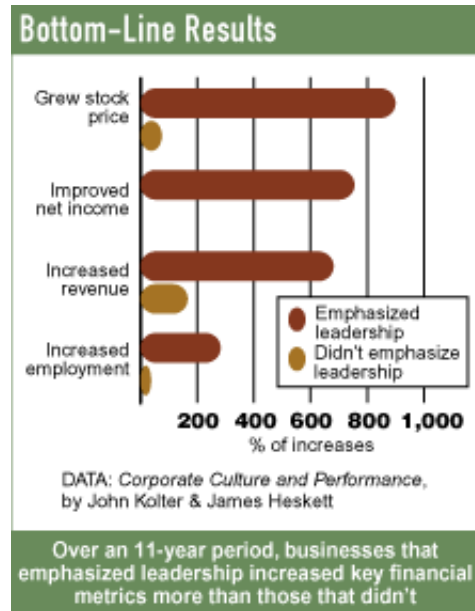 Bottom-Line Results
Grew stock
price
Improved
net income
Increased
revenue
Increased
employment
Emphasized
leadership
Didn't emphasize
leadership
200 400 600 800 1,000
% of increases
DATA: Corporate Culture and Performance,
by John Kolter & James Heskett
Over an 11-year period, businesses that
emphasized leadership increased key financial
metrics more than those that didn't